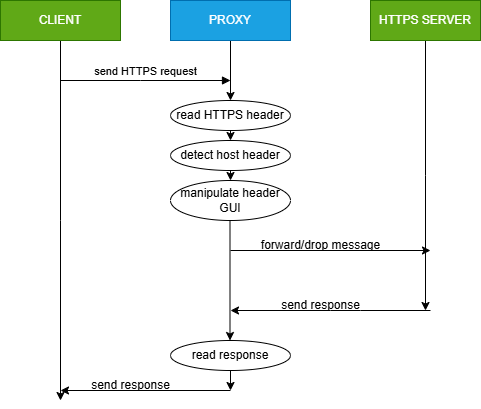 CLIENT
PROXY
HTTPS SERVER
send HTTPS request
read HTTPS header
detect host header
manipulate header
GUI
forward/drop message
send response
read response
send response